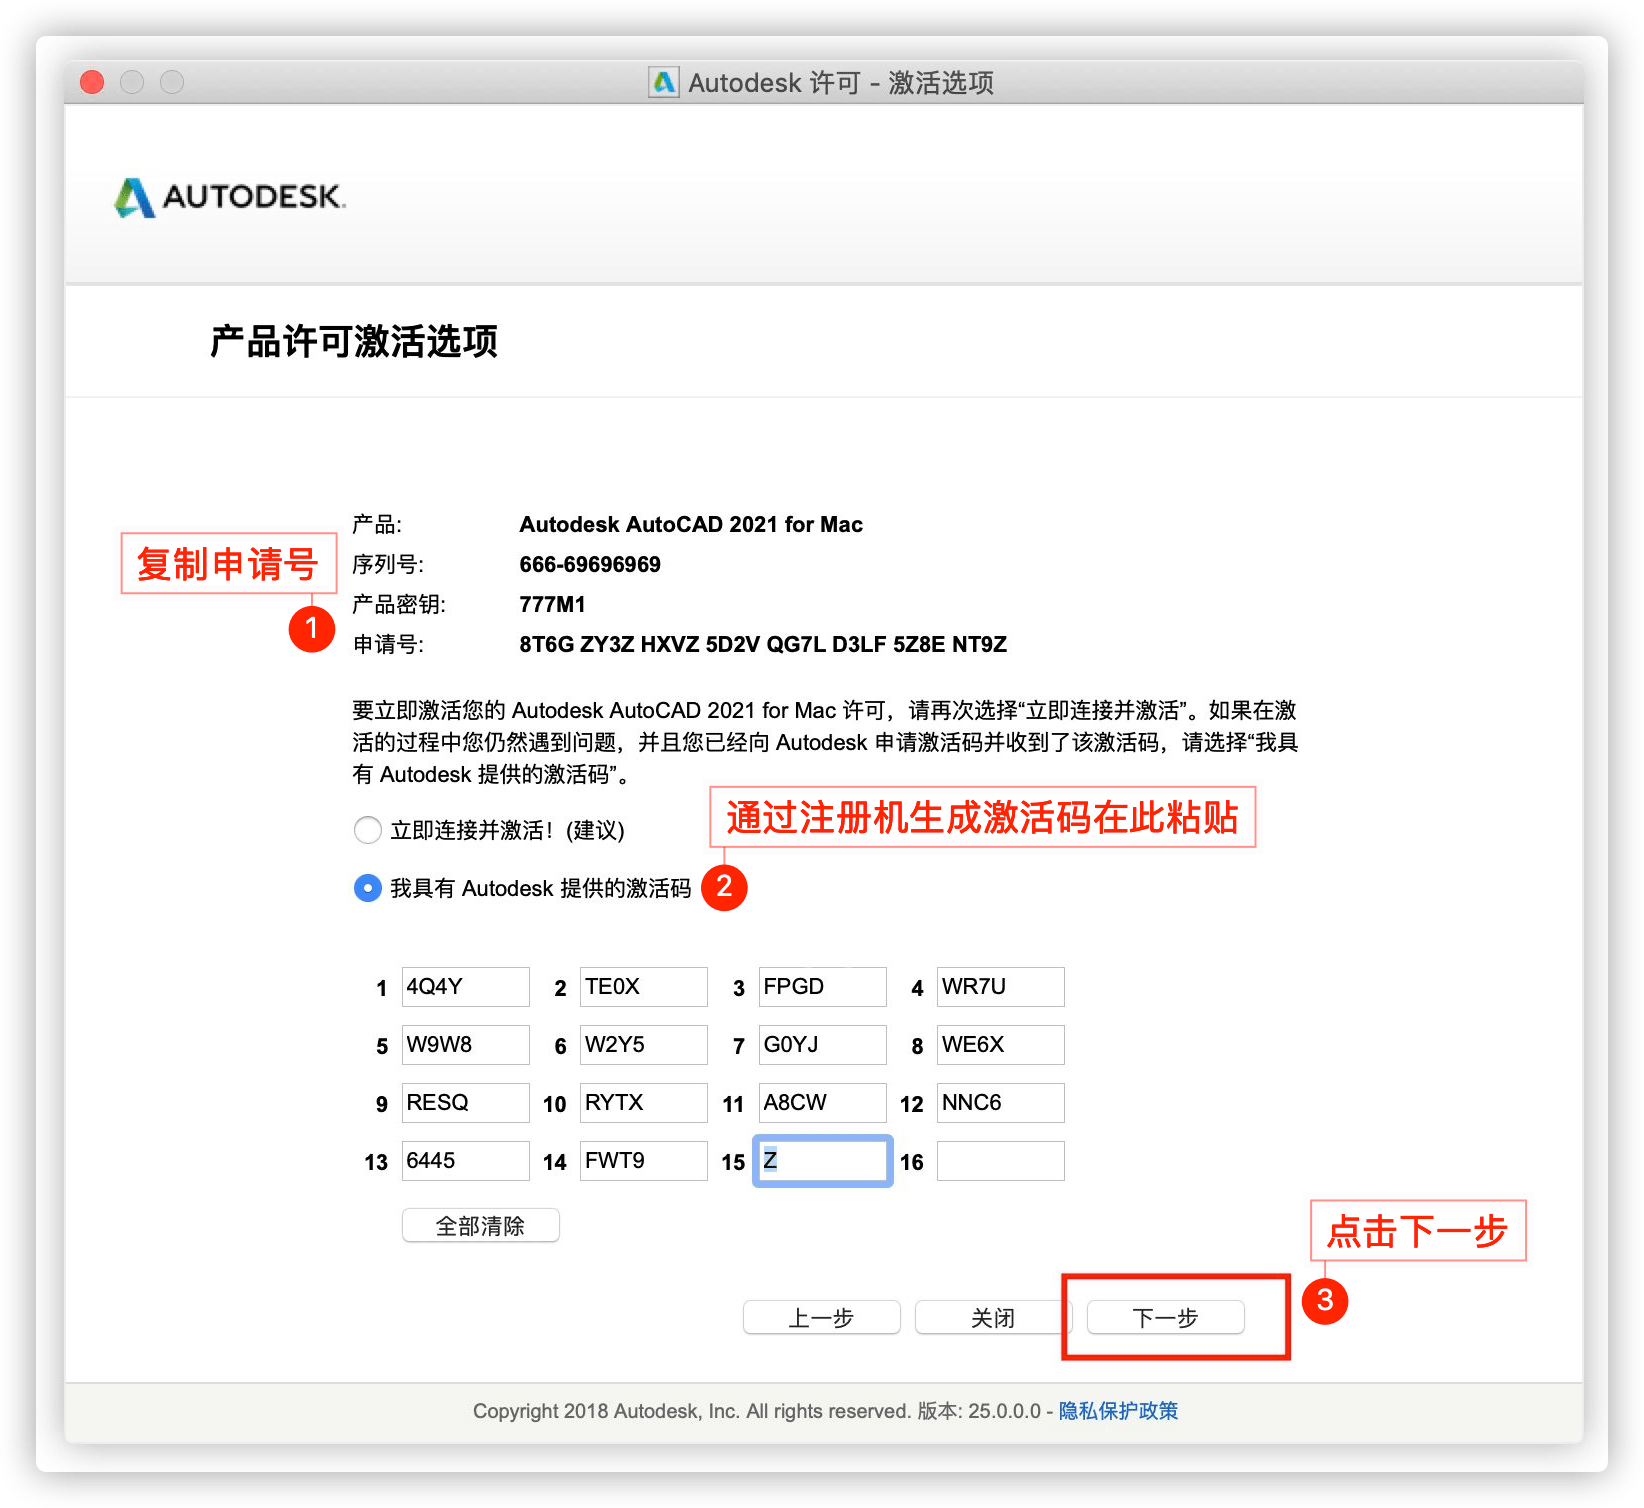 Autodesk 许可 - 激活选项
AUTODESK.
产品许可激活选项
产品: Autodesk AutoCAD 2021 for Mac
复制申请号
序列号: 666-69696969
产品密钥: 777M1
1
申请号: 8T6G ZY3Z HXVZ 5D2V QG7L D3LF 5Z8E NT9Z
要立即激活您的 Autodesk AutoCAD 2021 for Mac 许可，请再次选择“立即连接并激活”。如果在激
活的过程中您仍然遇到问题，并且您已经向 Autodesk 申请激活码并收到了该激活码，请选择“我具
有 Autodesk 提供的激活码”。
通过注册机生成激活码在此粘贴
立即连接并激活！(建议)
我具有 Autodesk 提供的激活码
2
1 4Q4Y 2 TE0X 3 FPGD 4 WR7U
5 W9W8 6 W2Y5 7 G0YJ 8 WE6X
9 RESQ 10 RYTX 11 A8CW 12 NNC6
13 6445 14 FWT9 15 Z 16
全部清除
点击下一步
3
上一步 关闭 下一步
Copyright 2018 Autodesk, Inc. All rights reserved. 版本: 25.0.0.0 - 隐私保护政策